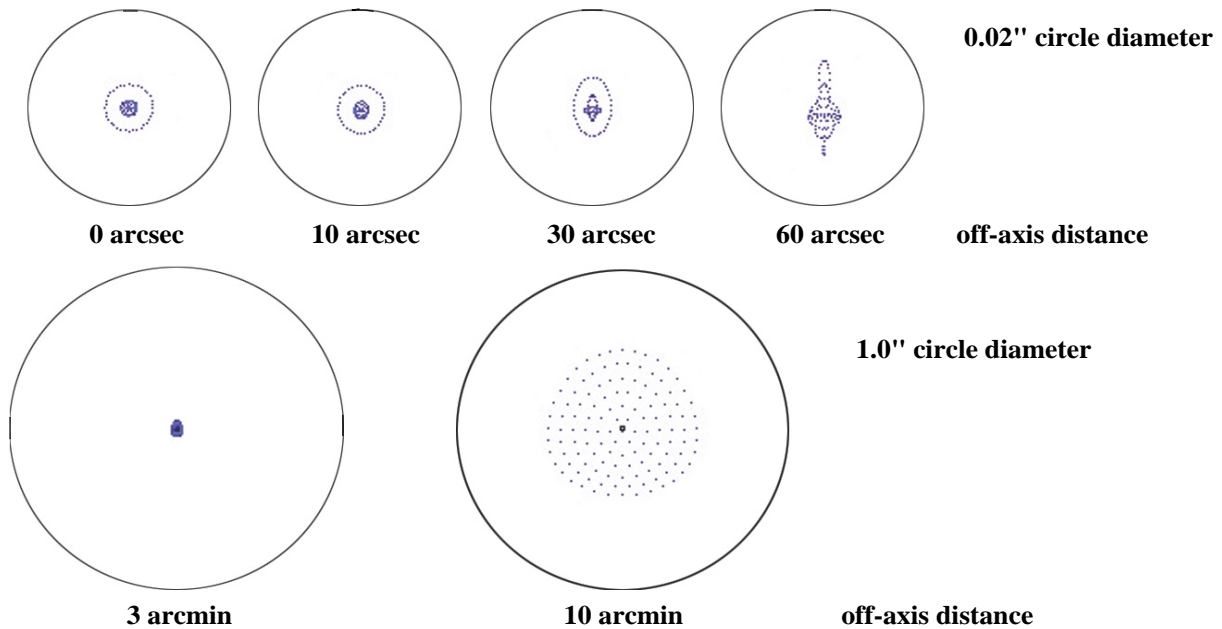 0.02" circle diameter
0 arcsec 10 arcsec 30 arcsec 60 arcsec off-axis distance
1.0" circle diameter
3 arcmin 10 arcmin off-axis distance